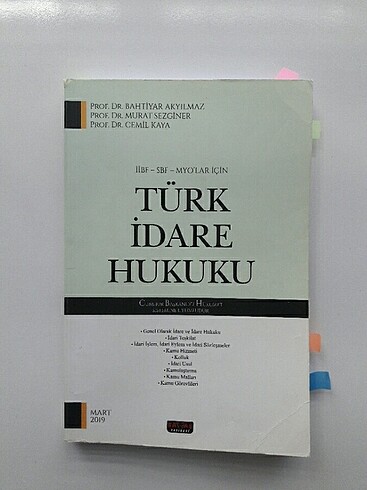 PROF. DR. BAHTİYAR AKYILMAZ
PROF. DR. MURAT SEZGİNER
PROF. DR. CEMİL KAYA
İİBF – SBF – MYO'LAR İÇİN
TÜRK
İDARE
HUKUKU
• Genel Olarak İdare ve İdare Hukuku
• İdari Teşkilat
• İdari İşlem, İdari Eylem ve İdari Sözleşmeler
• Kamu Hizmeti
• Kolluk
• İdari Usul
• Kamulaştırma
• Kamu Malları
• Kamu Görevlileri
MART
2019